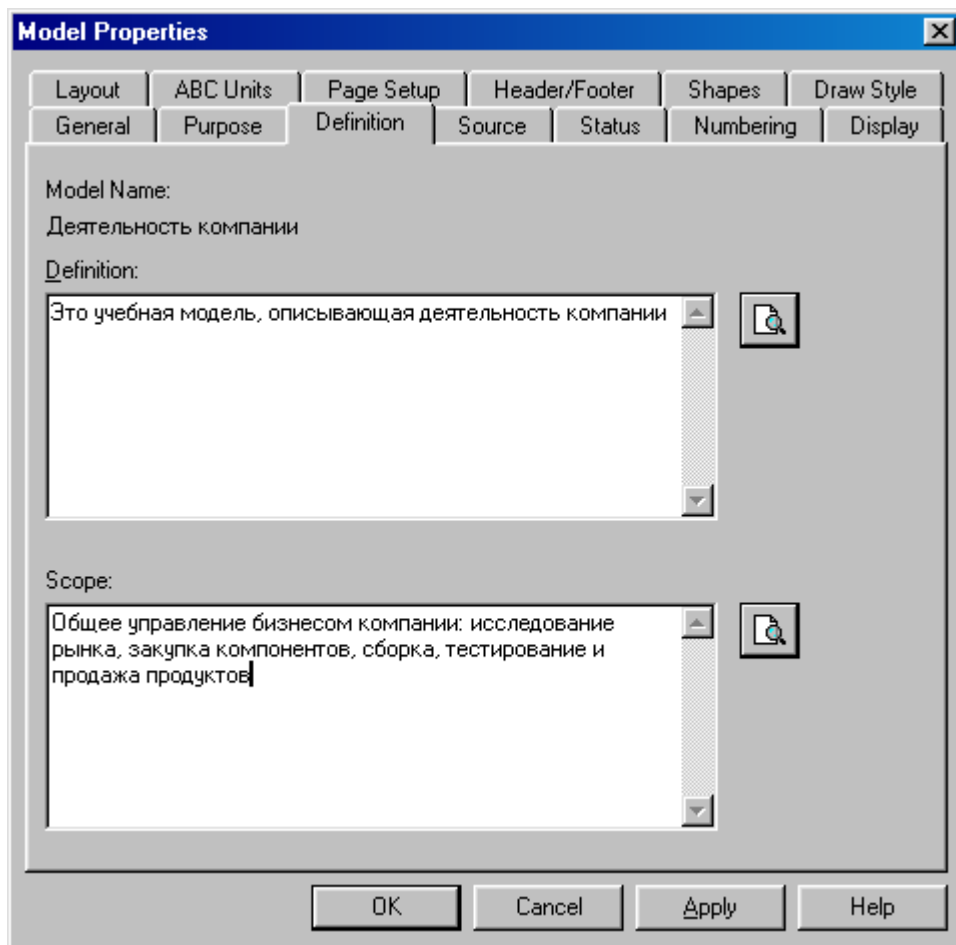 Model Properties
Layout ABC Units Page Setup Header/Footer Shapes Draw Style
General Purpose Definition Source Status Numbering Display
Model Name:
Деятельность компании
Definition:
Это учебная модель, описывающая деятельность компании
Scope:
Общее управление бизнесом компании: исследование
рынка, закупка компонентов, сборка, тестирование и
продажа продуктов
OK Cancel Apply Help